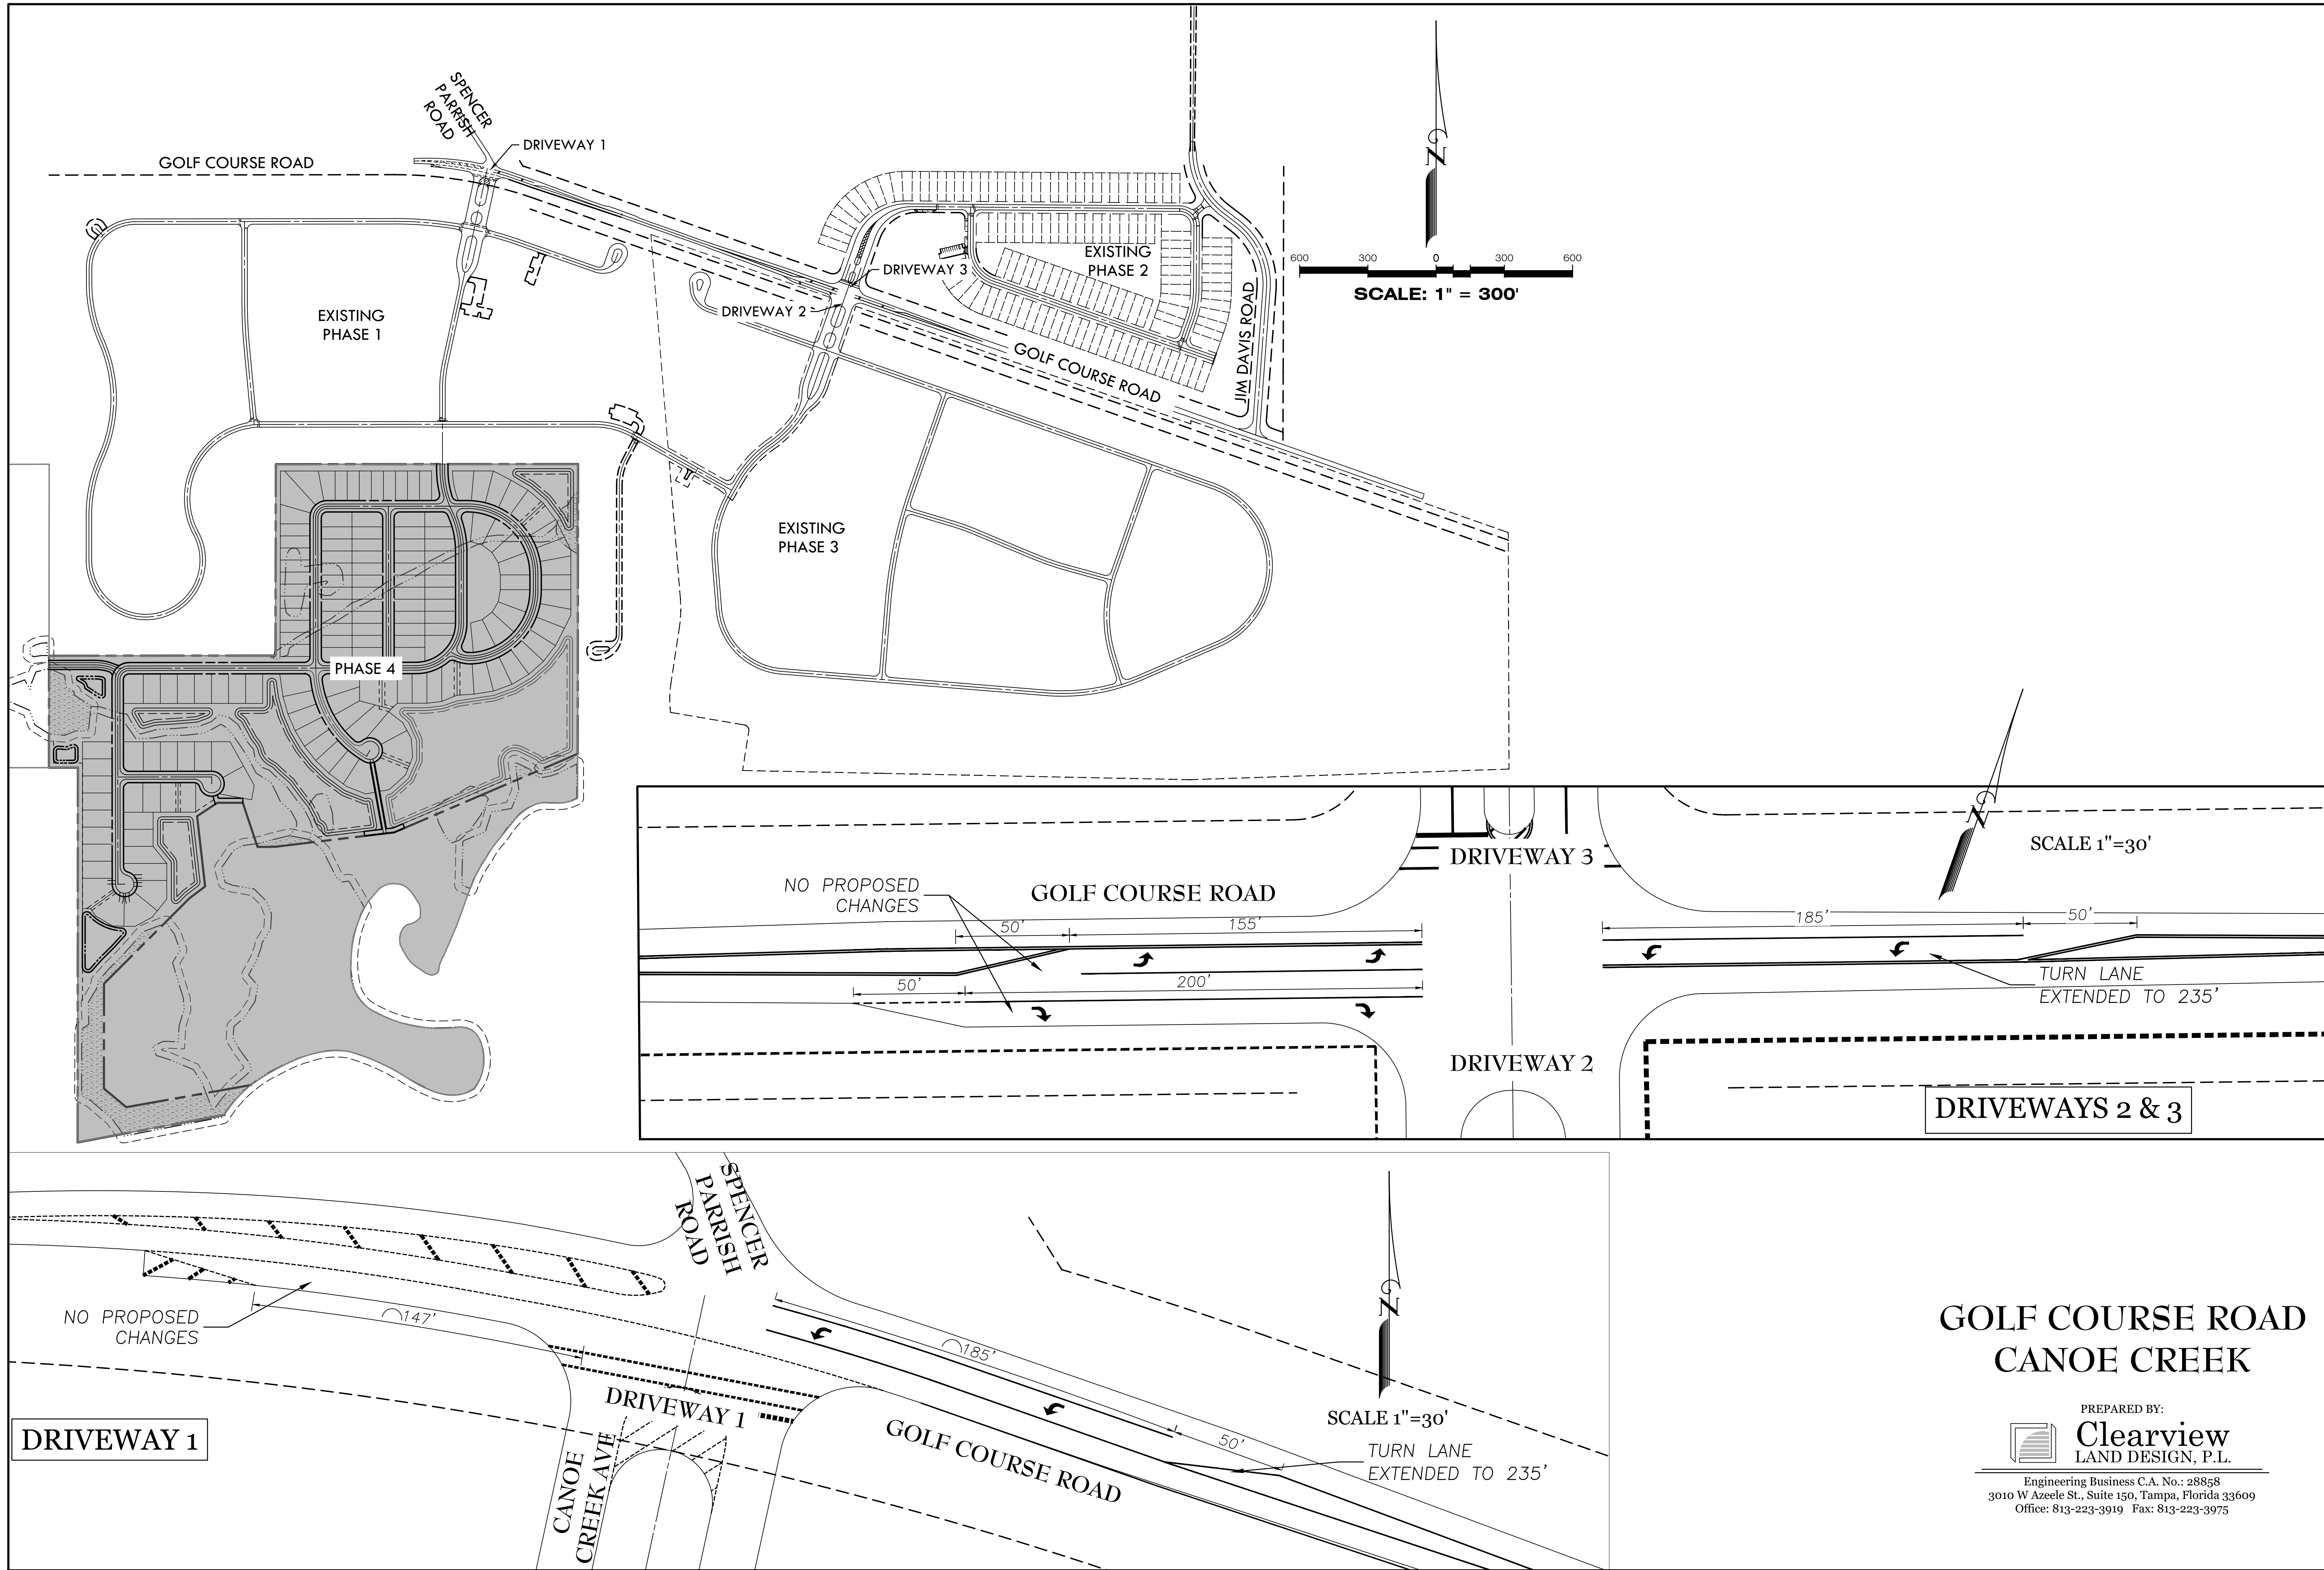 SPENCER
PARRISH
ROAD
GOLF COURSE ROAD
DRIVEWAY 1
EXISTING
PHASE 1
DRIVEWAY 3
DRIVEWAY 2
EXISTING
PHASE 2
GOLF COURSE ROAD
JIM DAVIS ROAD
N
600
300
0
300
600
SCALE: 1" = 300'
EXISTING
PHASE 3
PHASE 4
DRIVEWAY 3
NO PROPOSED
CHANGES
GOLF COURSE ROAD
50'
155'
50'
200'
185'
50'
N
SCALE 1"=30'
TURN LANE
EXTENDED TO 235'
DRIVEWAY 2
DRIVEWAYS 2 & 3
SPENCER
PARRISH
ROAD
NO PROPOSED
CHANGES
147'
185'
50'
N
SCALE 1"=30'
TURN LANE
EXTENDED TO 235'
DRIVEWAY 1
GOLF COURSE ROAD
CANOE
CREEK AVE
DRIVEWAY 1
GOLF COURSE ROAD
CANOE CREEK
PREPARED BY:
Clearview
LAND DESIGN, P.L.
Engineering Business C.A. No.: 28858
3010 W Azeele St., Suite 150, Tampa, Florida 33609
Office: 813-223-3919 Fax: 813-223-3975